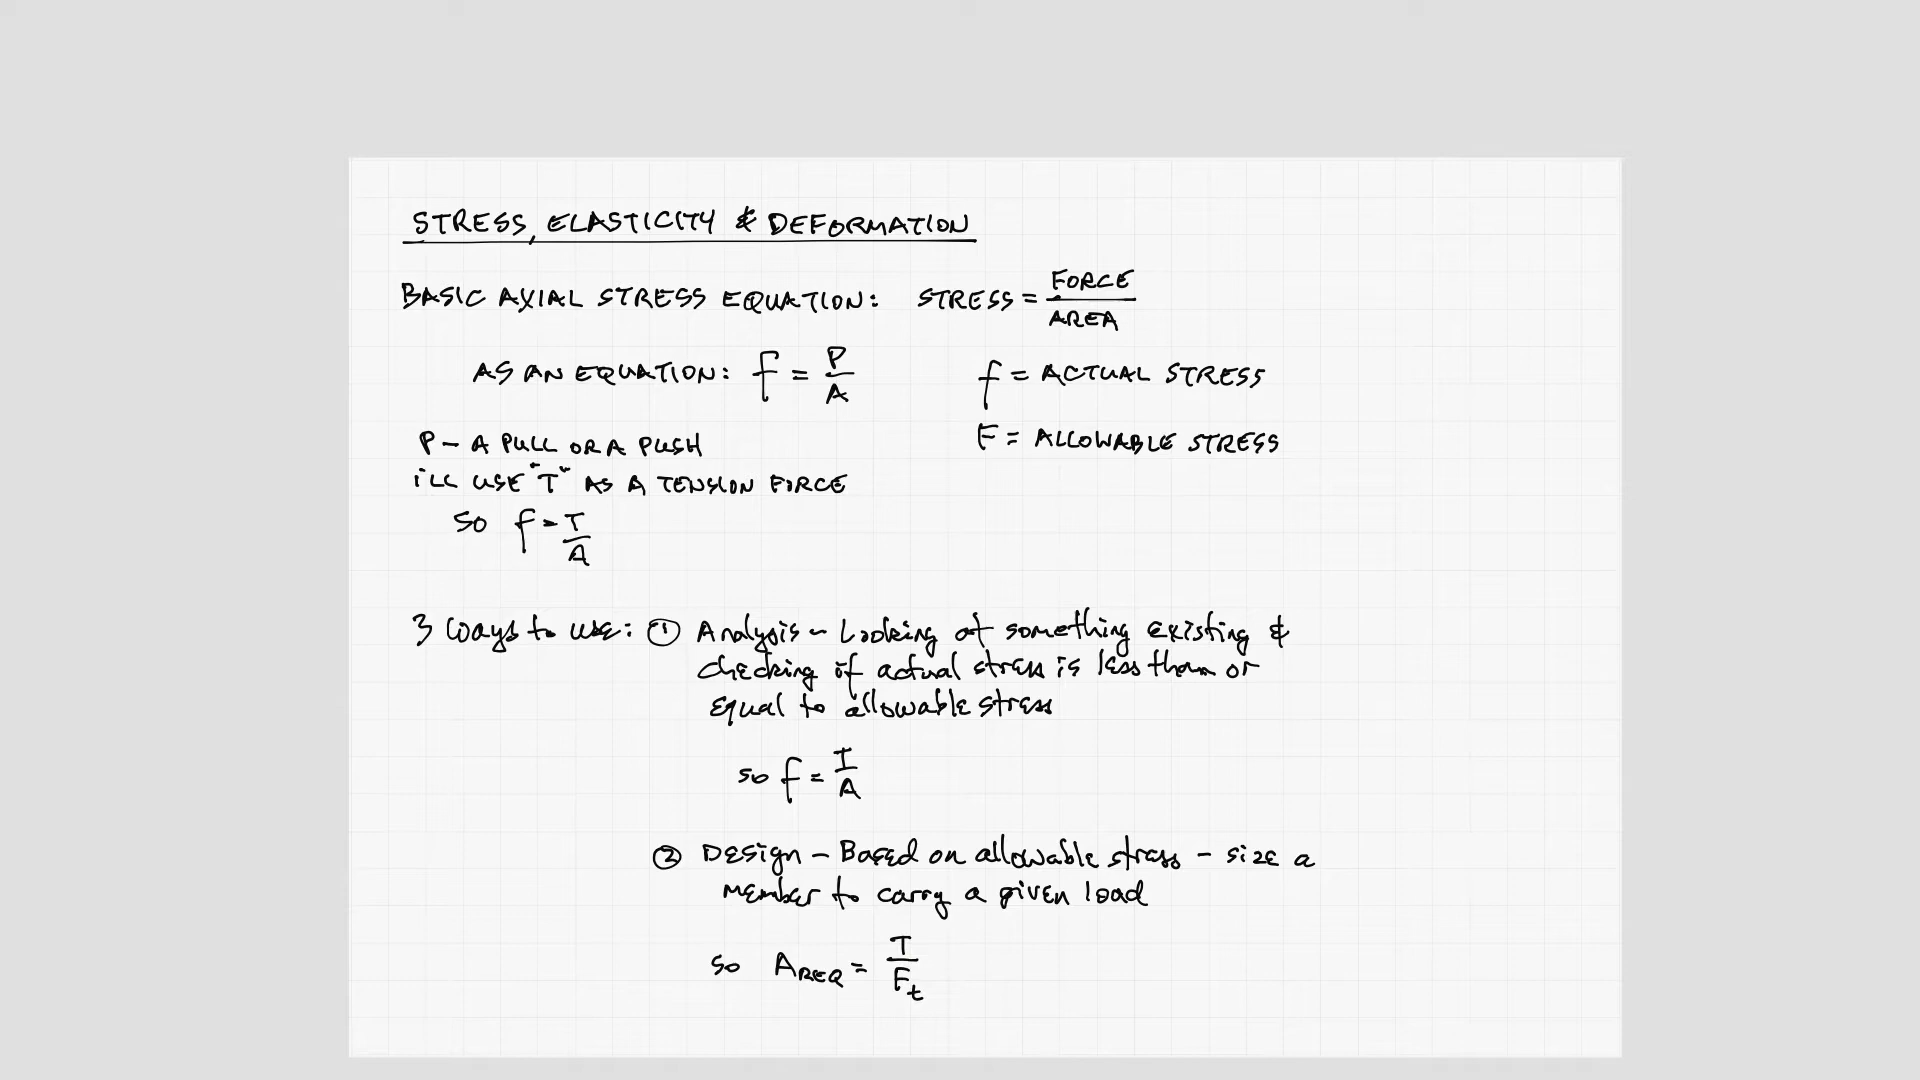 STRESS, ELASTICITY & DEFORMATION
BASIC AXIAL STRESS EQUATION: STRESS = FORCE / AREA
AS AN EQUATION: f = P / A
f = ACTUAL STRESS
F = ALLOWABLE STRESS
P - A PULL OR A PUSH
iLL USE "T" AS A TENSION FORCE
SO f = T / A
3 Ways to use: ① Analysis - Looking at something existing &
checking if actual stress is less than or
equal to allowable stress
so f = T / A
② Design - Based on allowable stress - size a
member to carry a given load
so AREQ = T / Ft